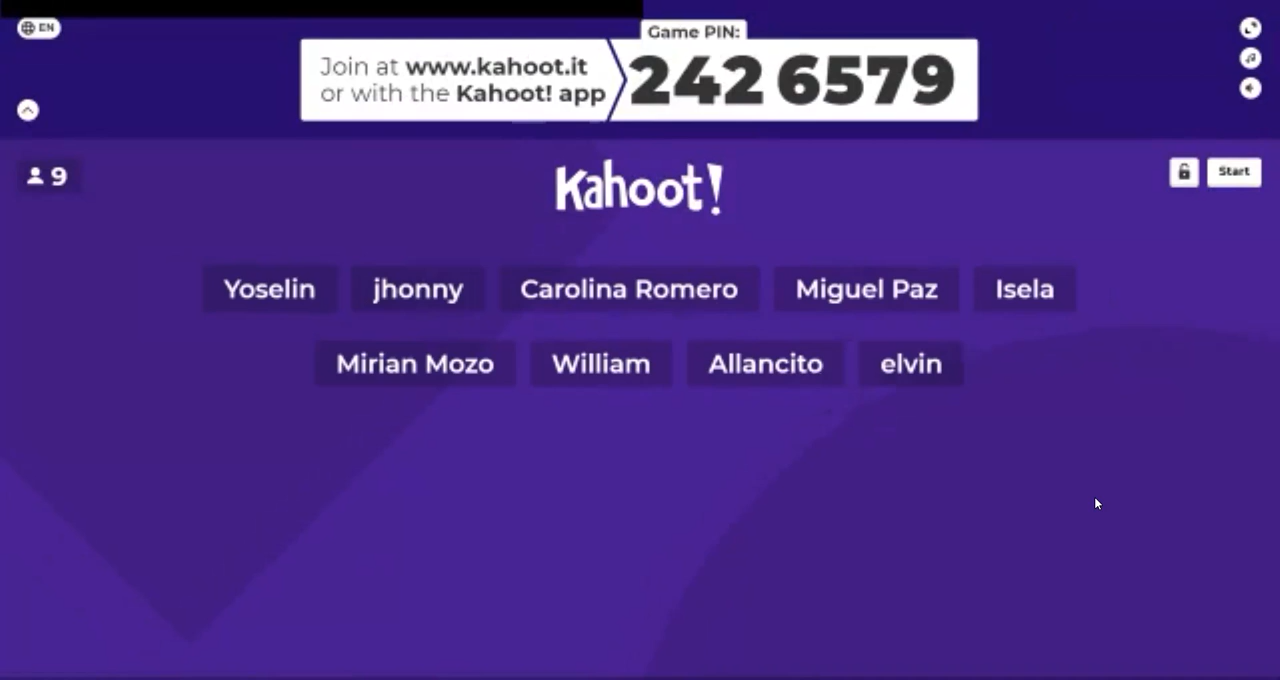 EN
Game PIN:
Join at www.kahoot.it
or with the Kahoot! app
242 6579
9
Kahoot!
Start
Yoselin jhonny Carolina Romero Miguel Paz Isela
Mirian Mozo William Allancito elvin